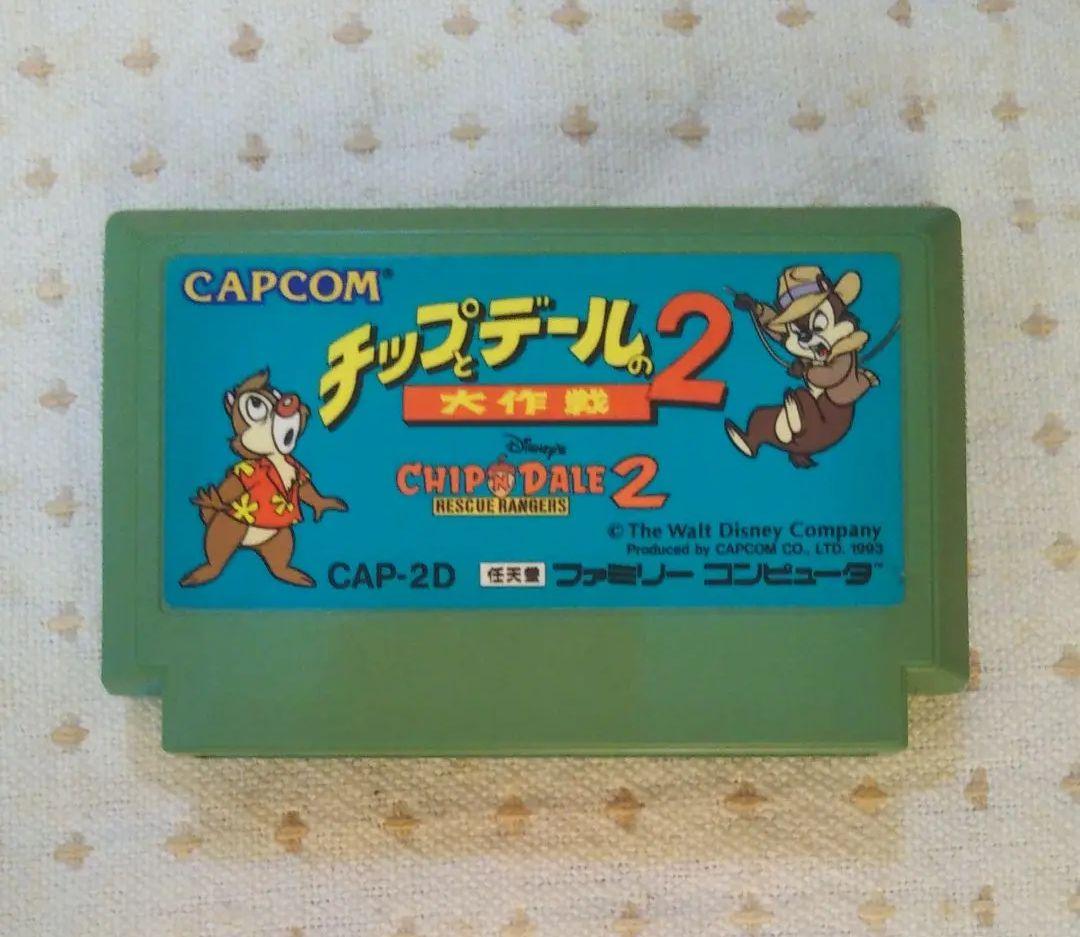 CAPCOM®
チップとデールの2
大作戦
Disney's
CHIP 'N DALE 2
RESCUE RANGERS
© The Walt Disney Company
Produced by CAPCOM CO., LTD. 1993
CAP-2D 任天堂 ファミリー コンピュータ™